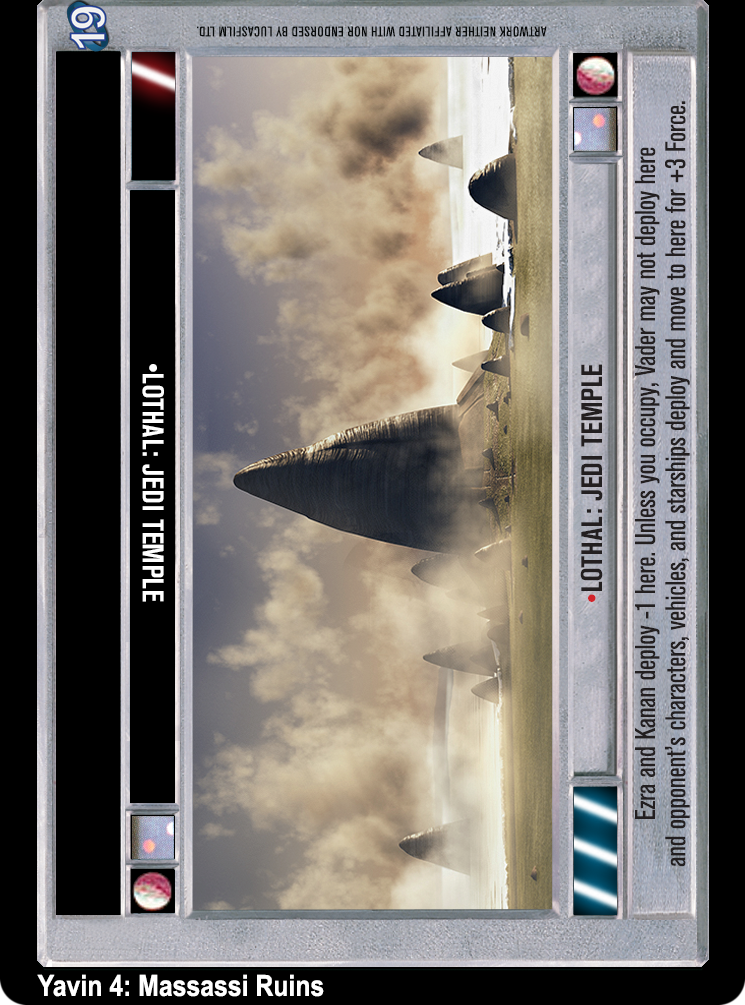 19
ARTWORK NEITHER AFFILIATED WITH NOR ENDORSED BY LUCASFILM LTD.
•LOTHAL: JEDI TEMPLE
•LOTHAL: JEDI TEMPLE
Ezra and Kanan deploy -1 here. Unless you occupy, Vader may not deploy here
and opponent's characters, vehicles, and starships deploy and move to here for +3 Force.
Yavin 4: Massassi Ruins